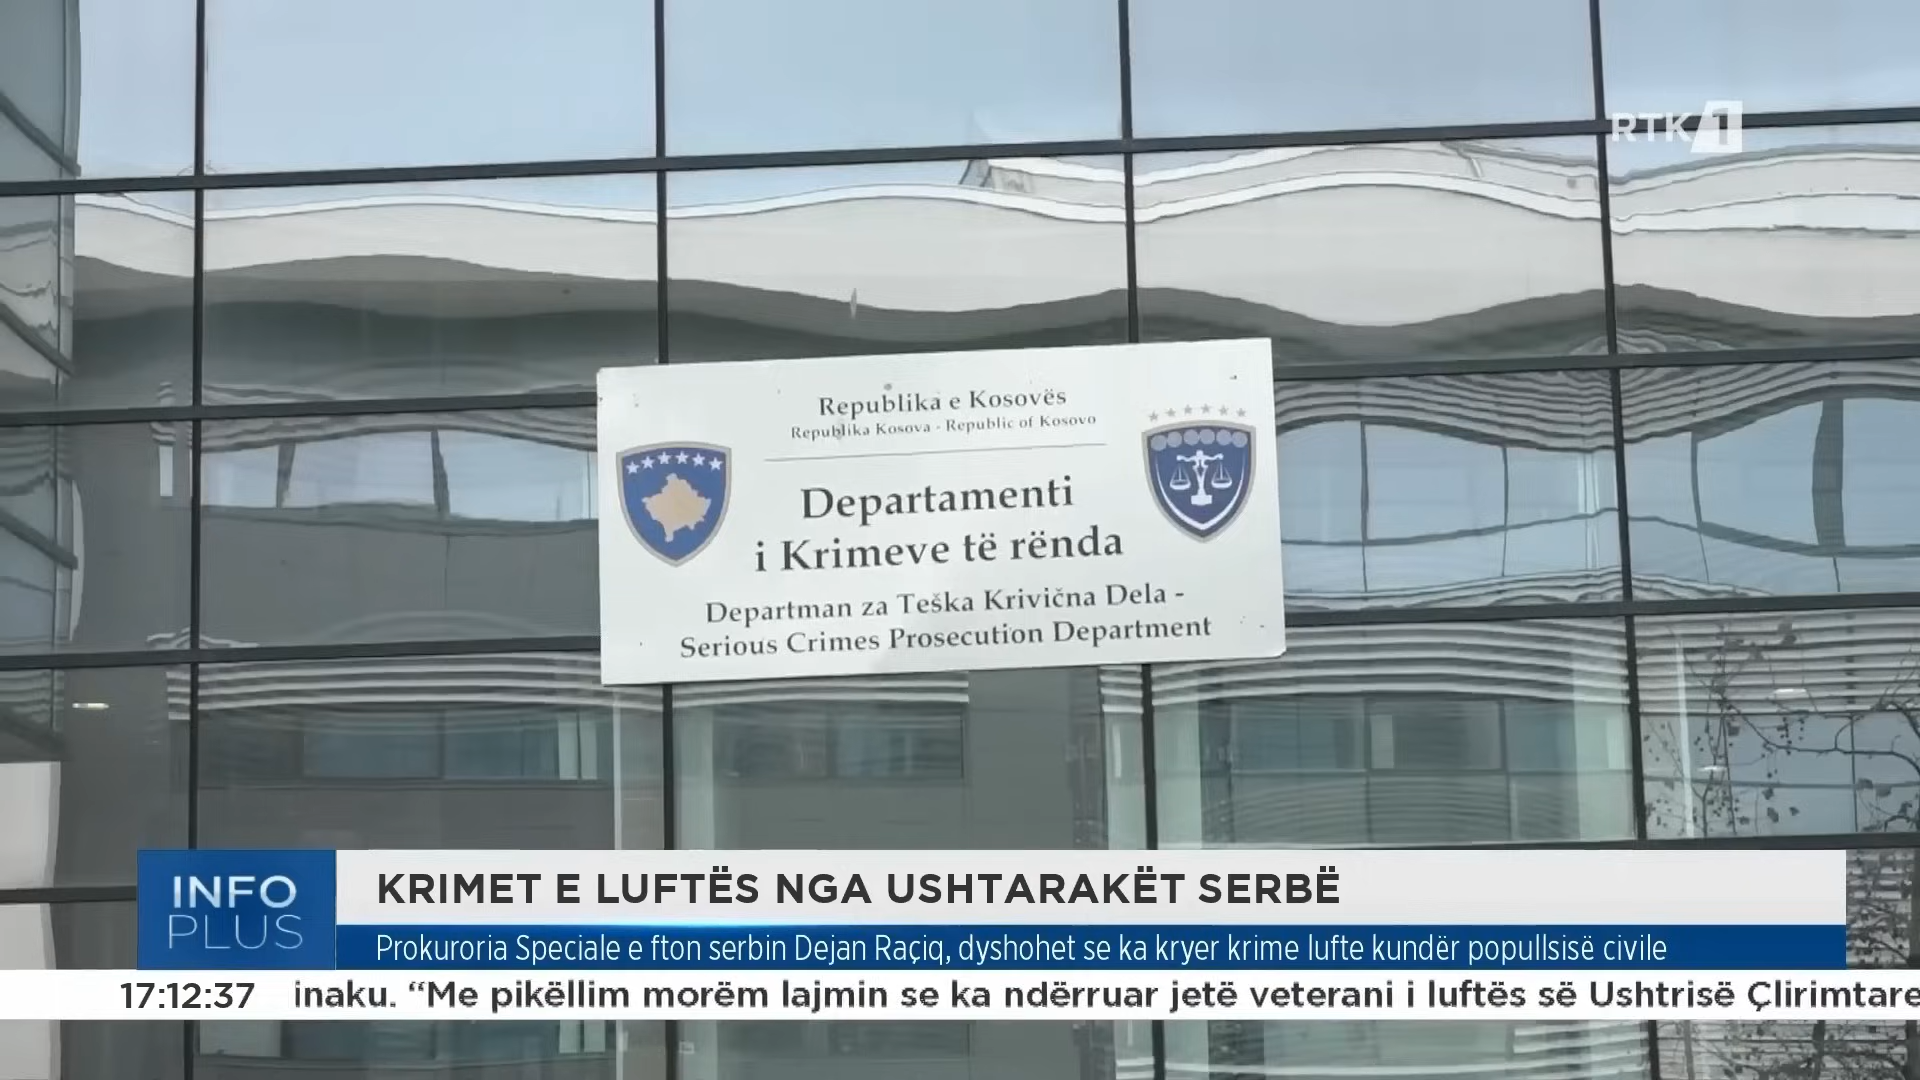 RTK 1
Republika e Kosovës
Republika Kosova - Republic of Kosovo
Departamenti
i Krimeve të rënda
Departman za Teška Krivična Dela -
Serious Crimes Prosecution Department
INFO
PLUS
KRIMET E LUFTËS NGA USHTARAKËT SERBË
Prokuroria Speciale e fton serbin Dejan Raçiq, dyshohet se ka kryer krime lufte kundër popullsisë civile
17:12:37 inaku. “Me pikëllim morëm lajmin se ka ndërruar jetë veterani i luftës së Ushtrisë Çlirimtare